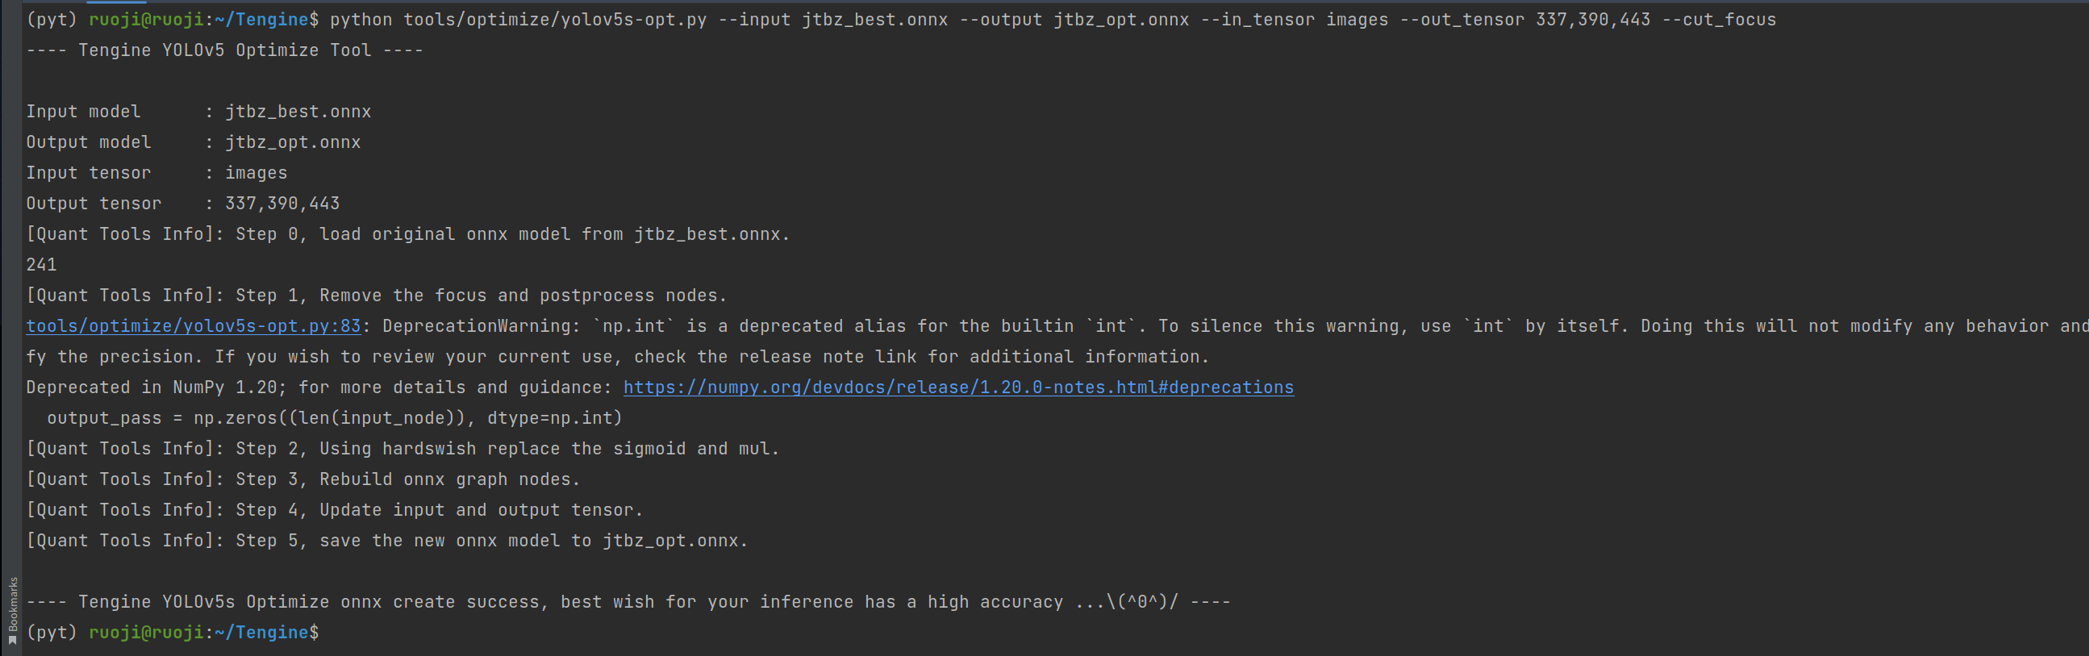 (pyt) ruoji@ruoji:~/Tengine$ python tools/optimize/yolov5s-opt.py --input jtbz_best.onnx --output jtbz_opt.onnx --in_tensor images --out_tensor 337,390,443 --cut_focus
---- Tengine YOLOv5 Optimize Tool ----
Input model      : jtbz_best.onnx
Output model     : jtbz_opt.onnx
Input tensor     : images
Output tensor    : 337,390,443
[Quant Tools Info]: Step 0, load original onnx model from jtbz_best.onnx.
241
[Quant Tools Info]: Step 1, Remove the focus and postprocess nodes.
tools/optimize/yolov5s-opt.py:83: DeprecationWarning: `np.int` is a deprecated alias for the builtin `int`. To silence this warning, use `int` by itself. Doing this will not modify any behavior and
fy the precision. If you wish to review your current use, check the release note link for additional information.
Deprecated in NumPy 1.20; for more details and guidance: https://numpy.org/devdocs/release/1.20.0-notes.html#deprecations
  output_pass = np.zeros((len(input_node)), dtype=np.int)
[Quant Tools Info]: Step 2, Using hardswish replace the sigmoid and mul.
[Quant Tools Info]: Step 3, Rebuild onnx graph nodes.
[Quant Tools Info]: Step 4, Update input and output tensor.
[Quant Tools Info]: Step 5, save the new onnx model to jtbz_opt.onnx.
---- Tengine YOLOv5s Optimize onnx create success, best wish for your inference has a high accuracy ...\(^0^)/ ----
(pyt) ruoji@ruoji:~/Tengine$
Bookmarks